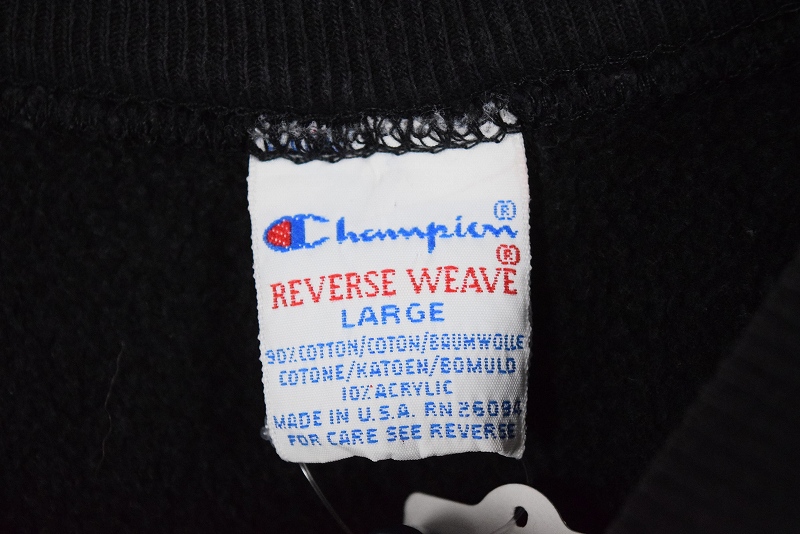 Champion®
REVERSE WEAVE®
LARGE
90% COTTON/COTON/BAUMWOLLE
COTONE/KATOEN/BOMULD
10% ACRYLIC
MADE IN U.S.A. RN 26094
FOR CARE SEE REVERSE